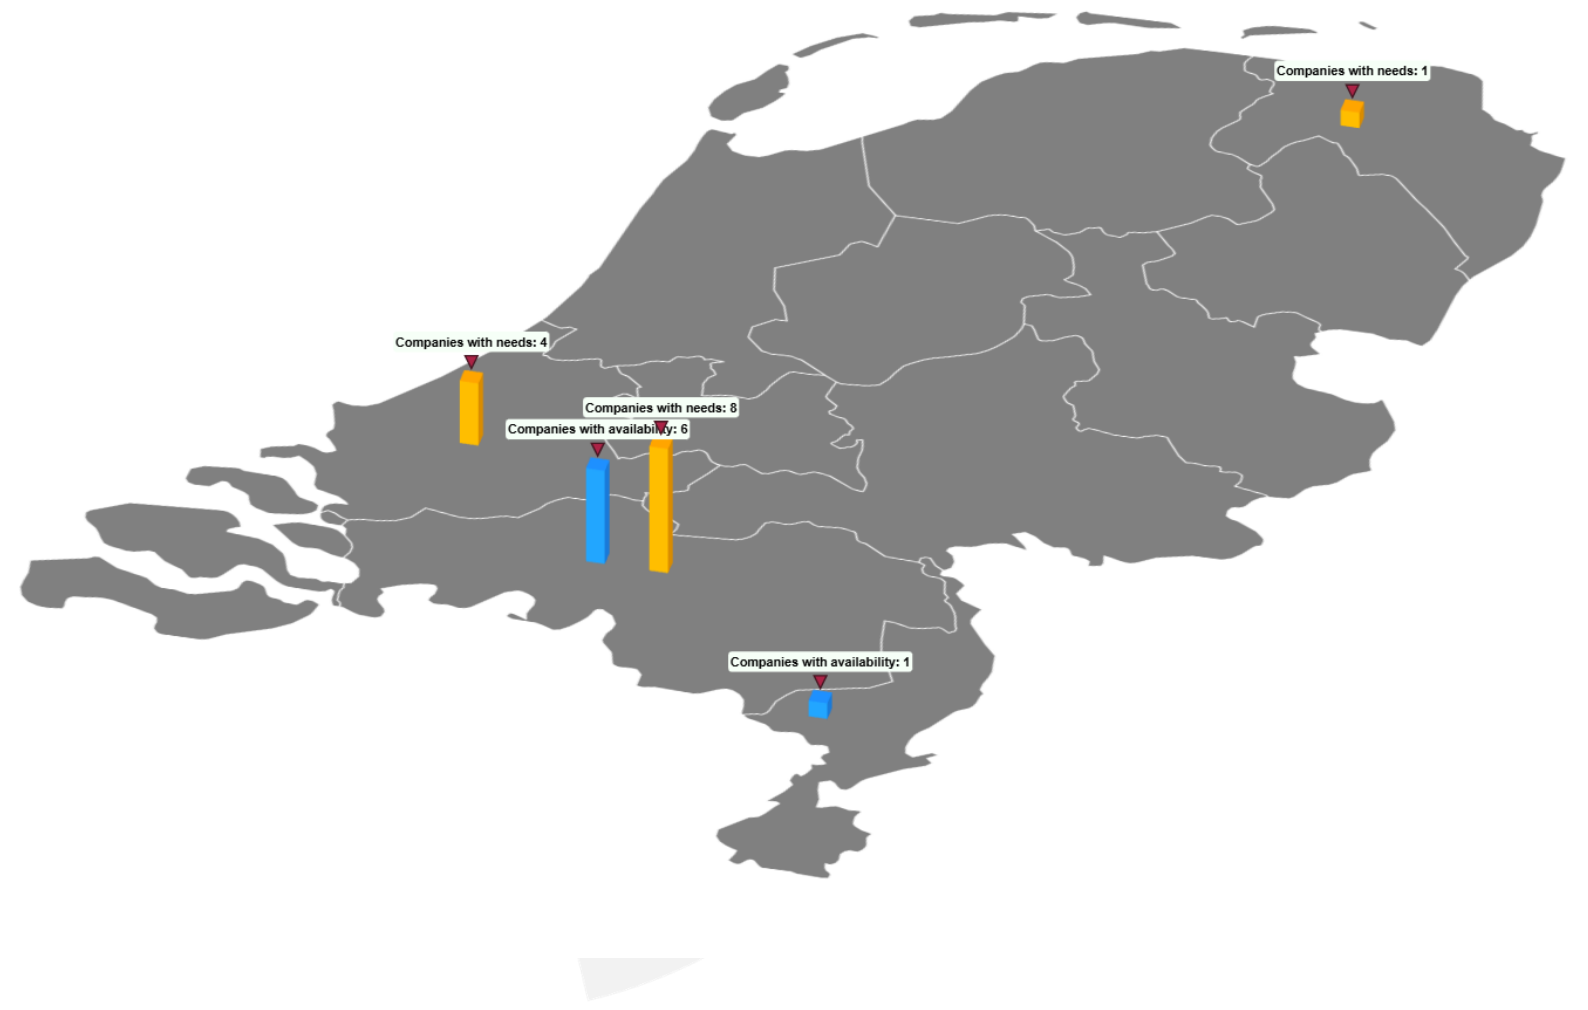 Companies with needs: 1
Companies with needs: 4
Companies with needs: 8
Companies with availability: 6
Companies with availability: 1